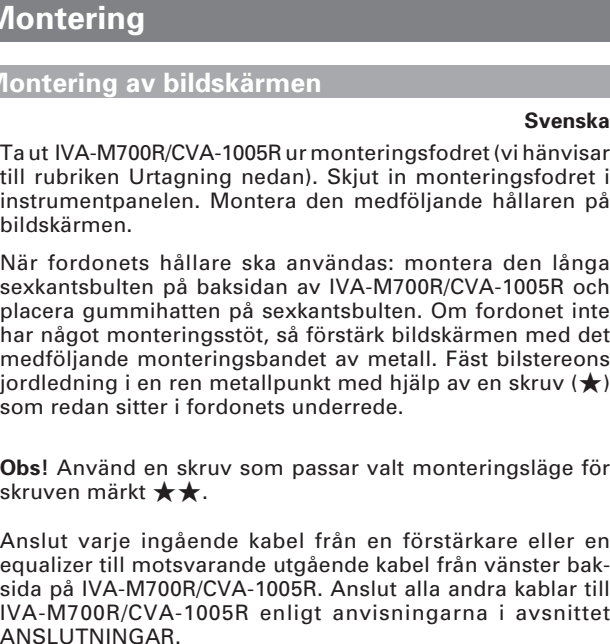 Montering
Montering av bildskärmen
Svenska
Ta ut IVA-M700R/CVA-1005R ur monteringsfodret (vi hänvisar
till rubriken Urtagning nedan). Skjut in monteringsfodret i
instrumentpanelen. Montera den medföljande hållaren på
bildskärmen.
När fordonets hållare ska användas: montera den långa
sexkantsbulten på baksidan av IVA-M700R/CVA-1005R och
placera gummihatten på sexkantsbulten. Om fordonet inte
har något monteringsstöt, så förstärk bildskärmen med det
medföljande monteringsbandet av metall. Fäst bilstereons
jordledning i en ren metallpunkt med hjälp av en skruv (★)
som redan sitter i fordonets underrede.
Obs! Använd en skruv som passar valt monteringsläge för
skruven märkt ★★.
Anslut varje ingående kabel från en förstärkare eller en
equalizer till motsvarande utgående kabel från vänster bak-
sida på IVA-M700R/CVA-1005R. Anslut alla andra kablar till
IVA-M700R/CVA-1005R enligt anvisningarna i avsnittet
ANSLUTNINGAR.